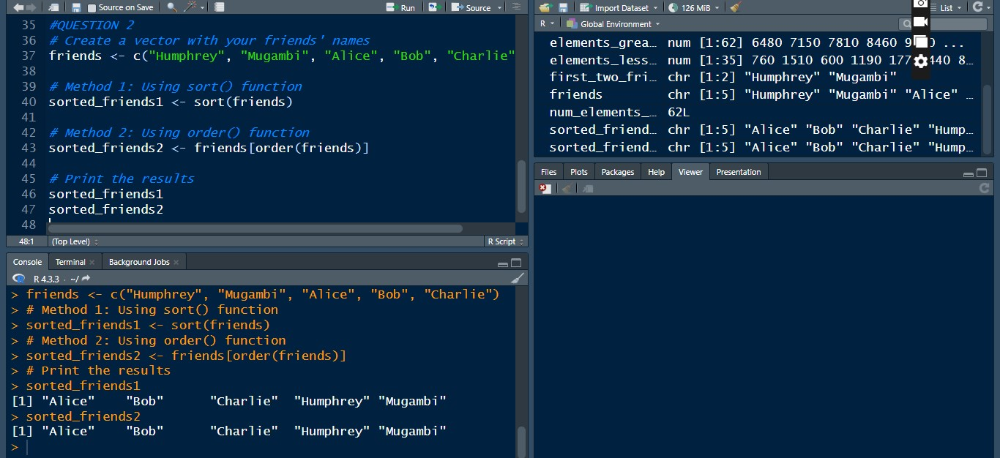 Source on Save Run Source
35 #QUESTION 2
36 # Create a vector with your friends' names
37 friends <- c("Humphrey", "Mugambi", "Alice", "Bob", "Charlie"
38
39 # Method 1: Using sort() function
40 sorted_friends1 <- sort(friends)
41
42 # Method 2: Using order() function
43 sorted_friends2 <- friends[order(friends)]
44
45 # Print the results
46 sorted_friends1
47 sorted_friends2
48
48:1 (Top Level) R Script
Console Terminal Background Jobs
R 4.3.3 · ~/
> friends <- c("Humphrey", "Mugambi", "Alice", "Bob", "Charlie")
> # Method 1: Using sort() function
> sorted_friends1 <- sort(friends)
> # Method 2: Using order() function
> sorted_friends2 <- friends[order(friends)]
> # Print the results
> sorted_friends1
[1] "Alice" "Bob" "Charlie" "Humphrey" "Mugambi"
> sorted_friends2
[1] "Alice" "Bob" "Charlie" "Humphrey" "Mugambi"
>
Import Dataset 126 MiB List
R Global Environment
elements_grea… num [1:62] 6480 7150 7810 8460 ...
elements_less… num [1:35] 760 1510 600 1190 8…
first_two_fri… chr [1:2] "Humphrey" "Mugambi"
friends chr [1:5] "Humphrey" "Mugambi" "Alice" …
num_elements_… 62L
sorted_friend… chr [1:5] "Alice" "Bob" "Charlie" "Hump…
sorted_friend… chr [1:5] "Alice" "Bob" "Charlie" "Hump…
Files Plots Packages Help Viewer Presentation